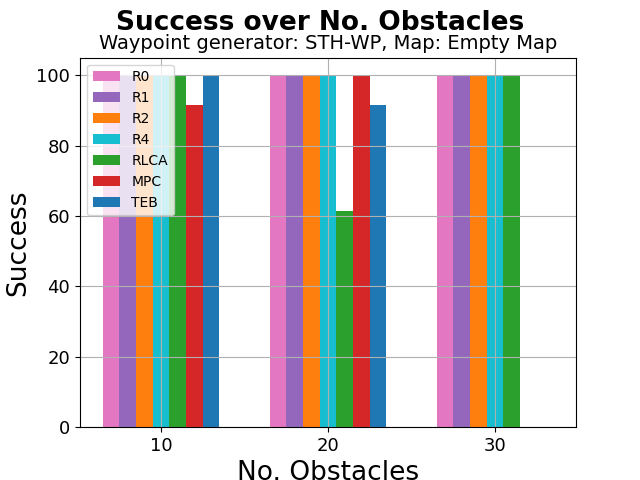 Success over No. Obstacles
Waypoint generator: STH-WP, Map: Empty Map
100
80
60
40
20
0
Success
R0
R1
R2
R4
RLCA
MPC
TEB
10
20
30
No. Obstacles